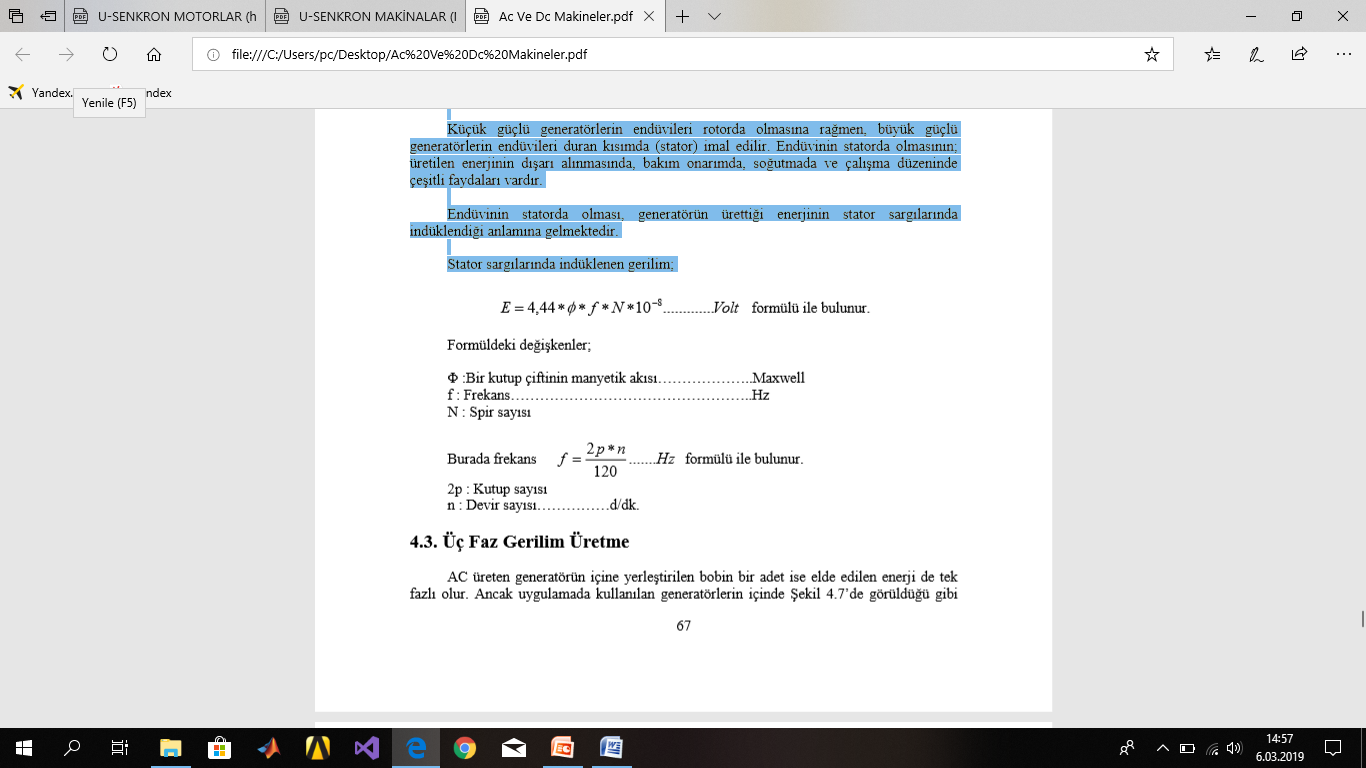 U-SENKRON MOTORLAR (h
U-SENKRON MAKİNALAR (I
Ac Ve Dc Makineler.pdf
file:///C:/Users/pc/Desktop/Ac%20Ve%20Dc%20Makineler.pdf
Yandex.
ndex
Yenile (F5)
Küçük güçlü generatörlerin endüvileri rotorda olmasına rağmen, büyük güçlü
generatörlerin endüvileri duran kısımda (stator) imal edilir. Endüvinin statorda olmasının;
üretilen enerjinin dışarı alınmasında, bakım onarımda, soğutmada ve çalışma düzeninde
çeşitli faydaları vardır.
Endüvinin statorda olması, generatörün ürettiği enerjinin stator sargılarında
indüklendiği anlamına gelmektedir.
Stator sargılarında indüklenen gerilim;
E = 4,44 * ϕ * f * N * 10⁻⁸.............Volt formülü ile bulunur.
Formüldeki değişkenler;
Φ :Bir kutup çiftinin manyetik akısı………………..Maxwell
f : Frekans…………………………………………..Hz
N : Spir sayısı
Burada frekans f = 2p * n / 120 .......Hz formülü ile bulunur.
2p : Kutup sayısı
n : Devir sayısı……………d/dk.
4.3. Üç Faz Gerilim Üretme
AC üreten generatörün içine yerleştirilen bobin bir adet ise elde edilen enerji de tek
fazlı olur. Ancak uygulamada kullanılan generatörlerin içinde Şekil 4.7’de görüldüğü gibi
67
14:57
6.03.2019